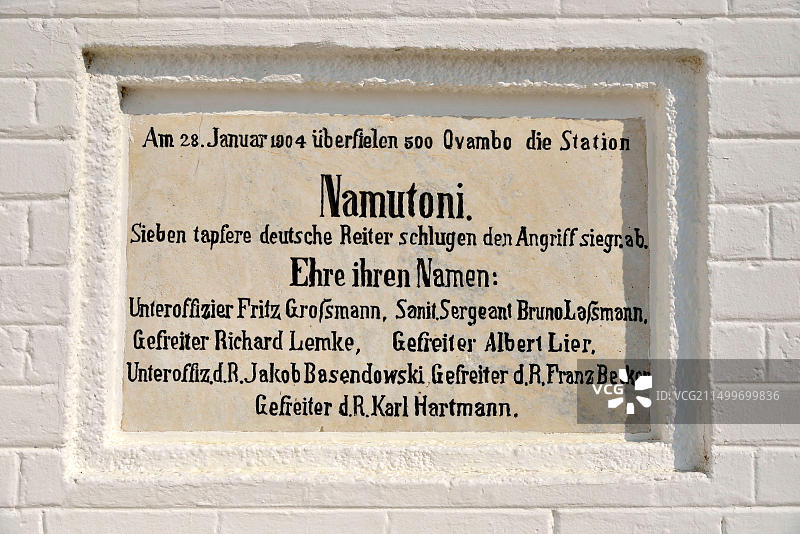 Am 28. Januar 1904 überfielen 500 Ovambo die Station
Namutoni.
Sieben tapfere deutsche Reiter schlugen den Angriff siegr. ab.
Ehre ihren Namen:
Unteroffizier Fritz Großmann, Sanit. Sergeant Bruno Laßmann,
Gefreiter Richard Lemke, Gefreiter Albert Lier,
Unteroffiz. d. R. Jakob Basendowski, Gefreiter d. R. Franz Becker
Gefreiter d. R. Karl Hartmann.
VCG VCG211499699836